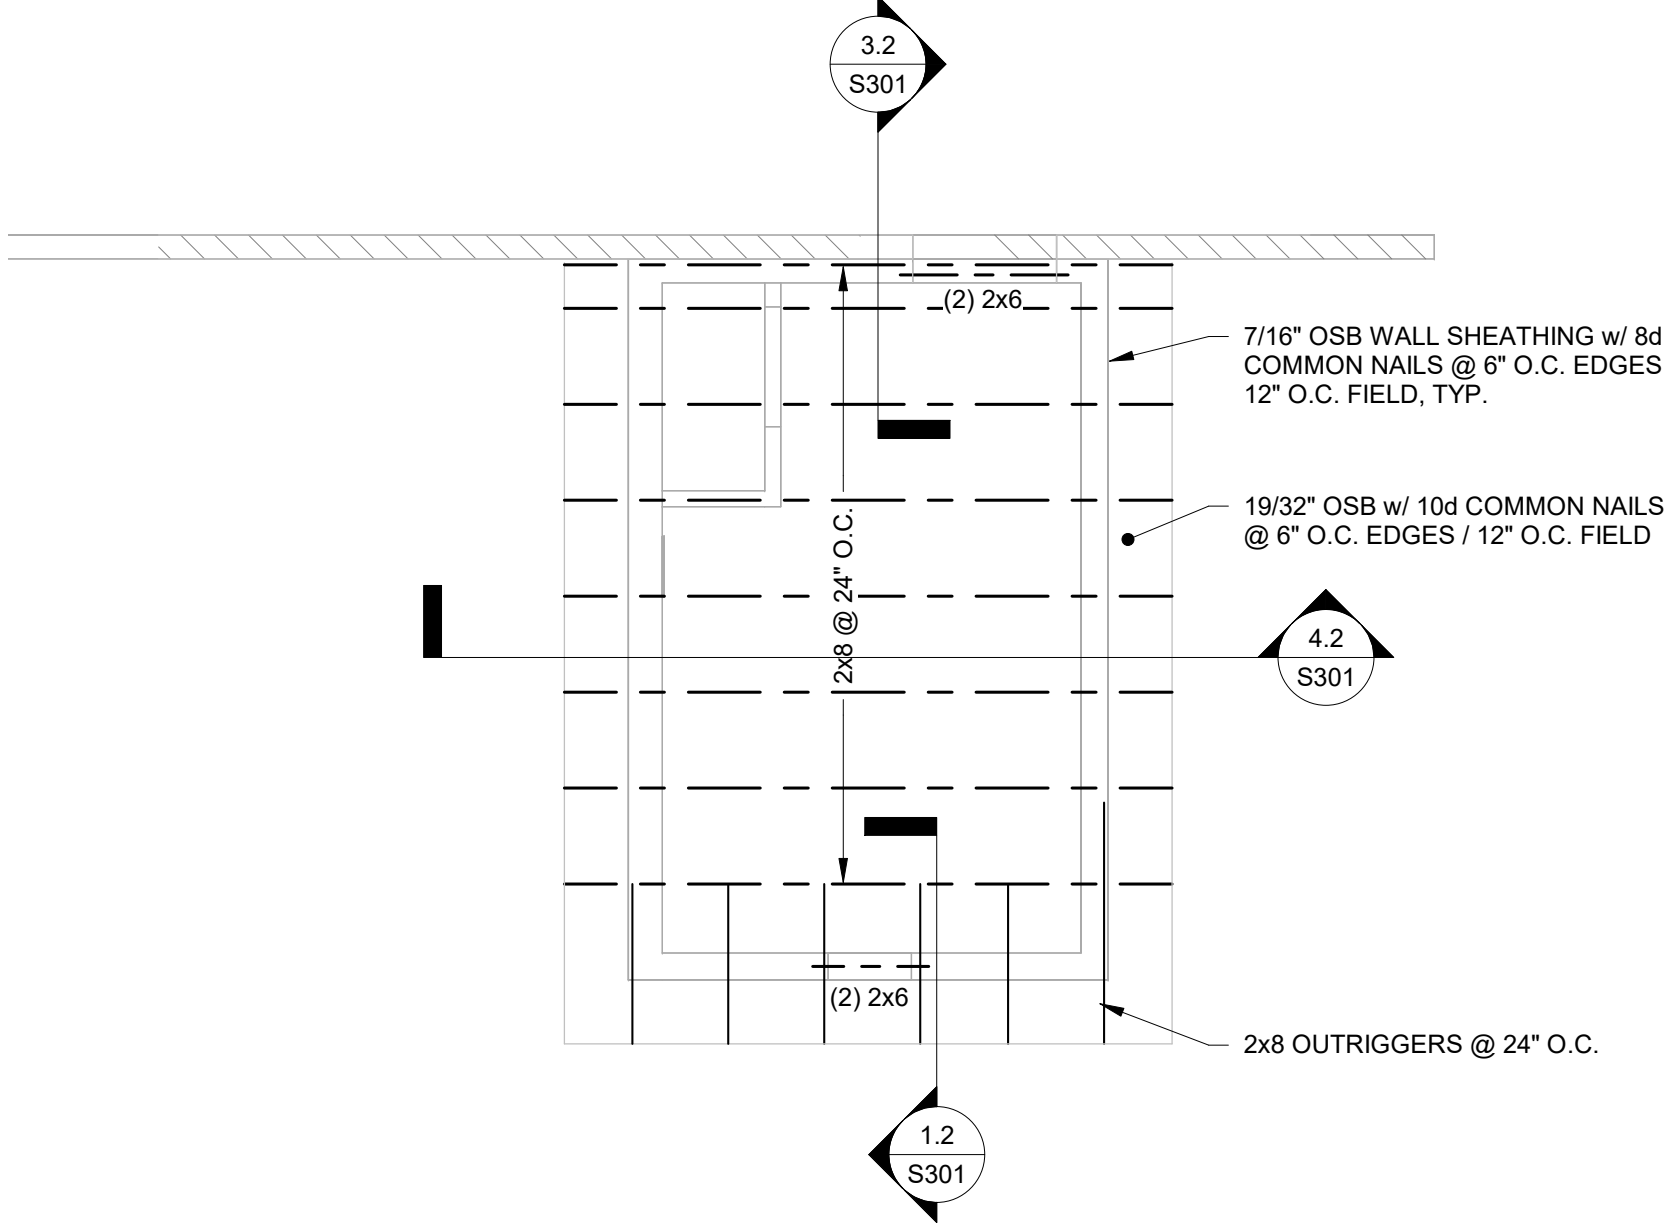 3.2
S301
(2) 2x6
7/16" OSB WALL SHEATHING w/ 8d
COMMON NAILS @ 6" O.C. EDGES
12" O.C. FIELD, TYP.
19/32" OSB w/ 10d COMMON NAILS
@ 6" O.C. EDGES / 12" O.C. FIELD
2x8 @ 24" O.C.
4.2
S301
(2) 2x6
2x8 OUTRIGGERS @ 24" O.C.
1.2
S301